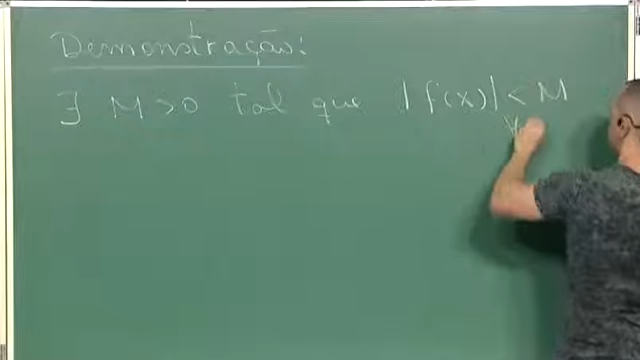 Demonstração:
∃ M > 0 tal que |f(x)| < M
∀